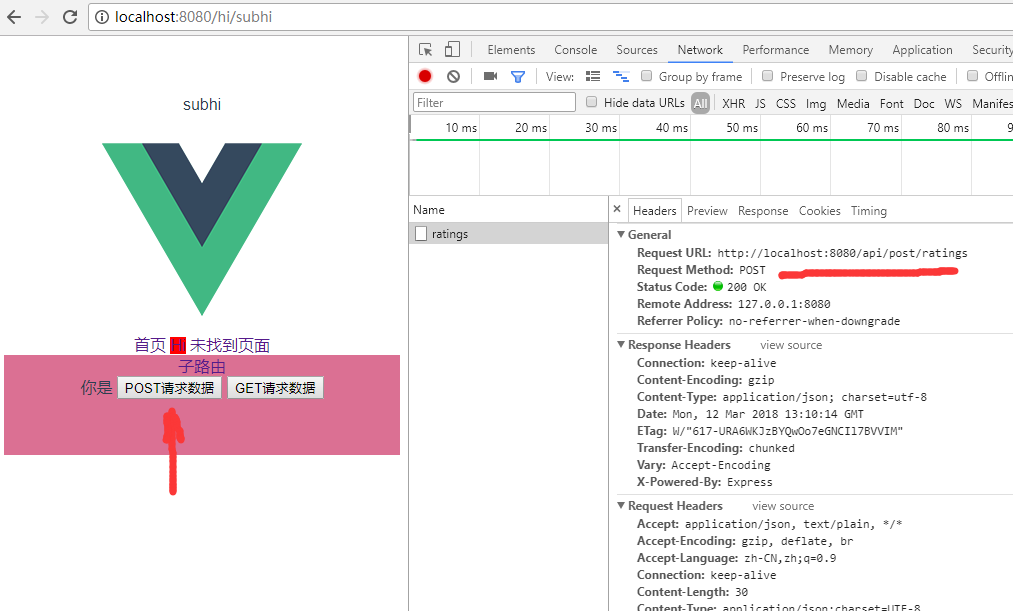 localhost:8080/hi/subhi
Elements Console Sources Network Performance Memory Application Security
View: Group by frame Preserve log Disable cache Offlin
Filter Hide data URLs All XHR JS CSS Img Media Font Doc WS Manifes
10 ms 20 ms 30 ms 40 ms 50 ms 60 ms 70 ms 80 ms 9
subhi
首页 Hi 未找到页面
子路由
你是 POST请求数据 GET请求数据
Name
ratings
× Headers Preview Response Cookies Timing
General
Request URL: http://localhost:8080/api/post/ratings
Request Method: POST
Status Code: 200 OK
Remote Address: 127.0.0.1:8080
Referrer Policy: no-referrer-when-downgrade
Response Headers view source
Connection: keep-alive
Content-Encoding: gzip
Content-Type: application/json; charset=utf-8
Date: Mon, 12 Mar 2018 13:10:14 GMT
ETag: W/"617-URA6WKJzBYQwOo7eGNCIl7BVVIM"
Transfer-Encoding: chunked
Vary: Accept-Encoding
X-Powered-By: Express
Request Headers view source
Accept: application/json, text/plain, */*
Accept-Encoding: gzip, deflate, br
Accept-Language: zh-CN,zh;q=0.9
Connection: keep-alive
Content-Length: 30
Content-Type: application/json;charset=UTF-8